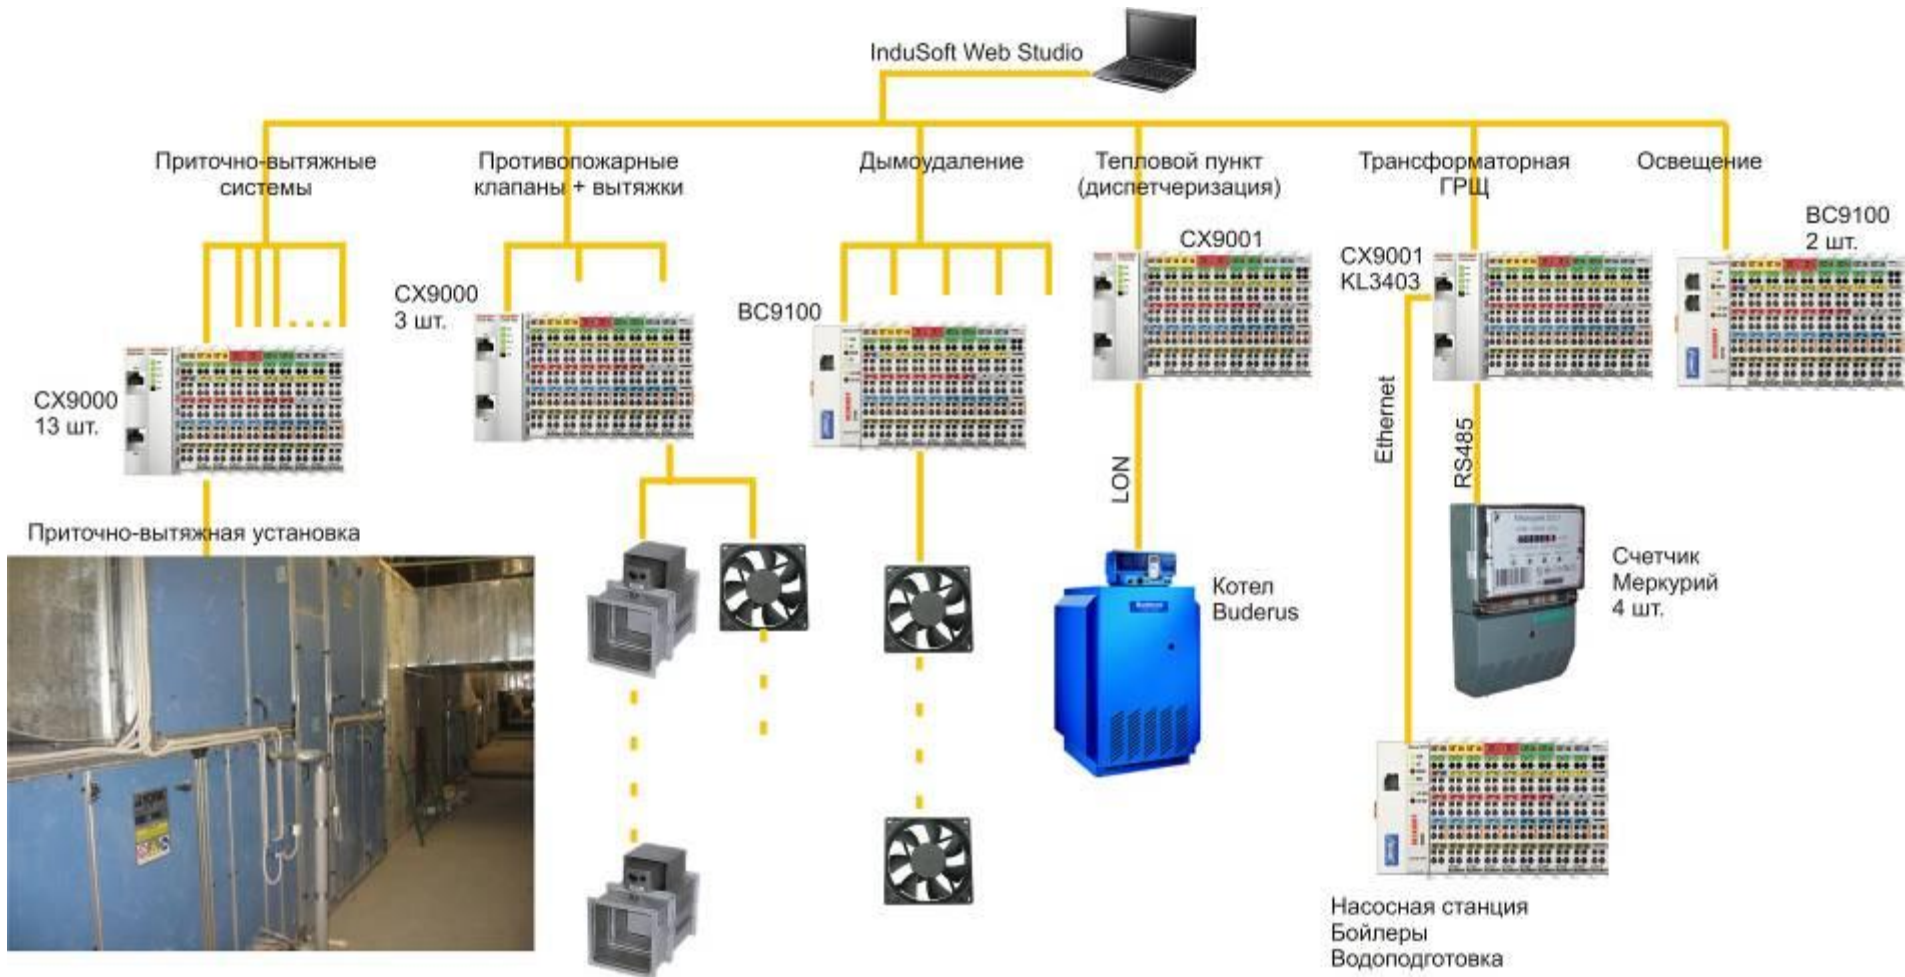 InduSoft Web Studio
Приточно-вытяжные
системы
Противопожарные
клапаны + вытяжки
Дымоудаление
Тепловой пункт
(диспетчеризация)
Трансформаторная
ГРЩ
Освещение
CX9000
13 шт.
CX9000
3 шт.
BC9100
CX9001
CX9001
KL3403
BC9100
2 шт.
LON
Ethernet
RS485
Приточно-вытяжная установка
Котел
Buderus
Счетчик
Меркурий
4 шт.
Насосная станция
Бойлеры
Водоподготовка